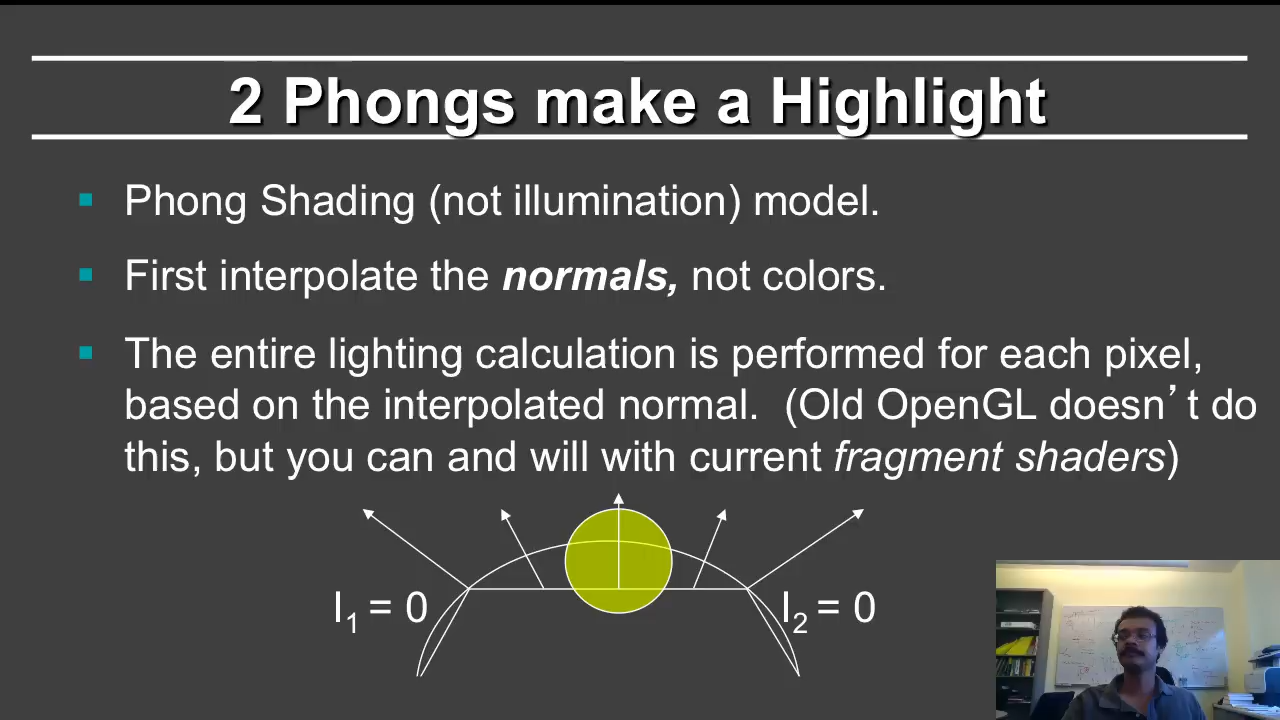 2 Phongs make a Highlight
Phong Shading (not illumination) model.
First interpolate the normals, not colors.
The entire lighting calculation is performed for each pixel,
based on the interpolated normal. (Old OpenGL doesn’t do
this, but you can and will with current fragment shaders)
I1 = 0
I2 = 0